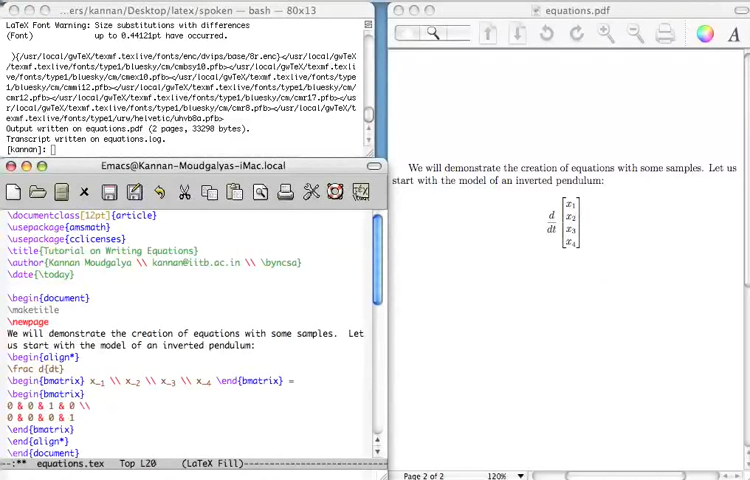 ...ers/kannan/Desktop/latex/spoken — bash — 80x13
LaTeX Font Warning: Size substitutions with differences
(Font) up to 0.44121pt have occurred.
){/usr/local/gwTeX/texmf.texlive/fonts/enc/dvips/base/8r.enc}</usr/local/gwTeX
/texmf.texlive/fonts/type1/bluesky/cm/cmbsy10.pfb></usr/local/gwTeX/texmf.texli
ve/fonts/type1/bluesky/cm/cmex10.pfb></usr/local/gwTeX/texmf.texlive/fonts/type
1/bluesky/cm/cmmi12.pfb></usr/local/gwTeX/texmf.texlive/fonts/type1/bluesky/cm/
cmr12.pfb></usr/local/gwTeX/texmf.texlive/fonts/type1/bluesky/cm/cmr17.pfb></us
r/local/gwTeX/texmf.texlive/fonts/type1/bluesky/cm/cmr8.pfb></usr/local/gwTeX/t
exmf.texlive/fonts/type1/urw/helvetic/uhvb8a.pfb>
Output written on equations.pdf (2 pages, 33298 bytes).
Transcript written on equations.log.
[kannan]:
Emacs@Kannan-Moudgalyas-iMac.local
\documentclass[12pt]{article}
\usepackage{amsmath}
\usepackage{cclicenses}
\title{Tutorial on Writing Equations}
\author{Kannan Moudgalya \\ kannan@iitb.ac.in \\ \byncsa}
\date{\today}
\begin{document}
\maketitle
\newpage
We will demonstrate the creation of equations with some samples. Let
us start with the model of an inverted pendulum:
\begin{align*}
\frac d{dt}
\begin{bmatrix} x_1 \\ x_2 \\ x_3 \\ x_4 \end{bmatrix} =
\begin{bmatrix}
0 & 0 & 1 & 0 \\
0 & 0 & 0 & 1
\end{bmatrix}
\end{align*}
\end{document}
--:** equations.tex Top L20 (LaTeX Fill)
equations.pdf
We will demonstrate the creation of equations with some samples. Let us
start with the model of an inverted pendulum:
d
dt
x1
x2
x3
x4
Page 2 of 2 120%